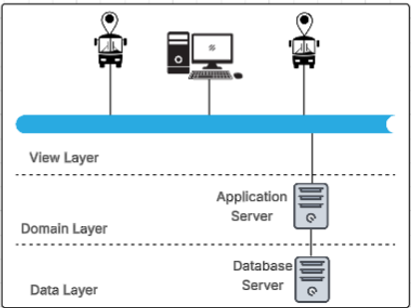 View Layer
Application
Server
Domain Layer
Database
Server
Data Layer